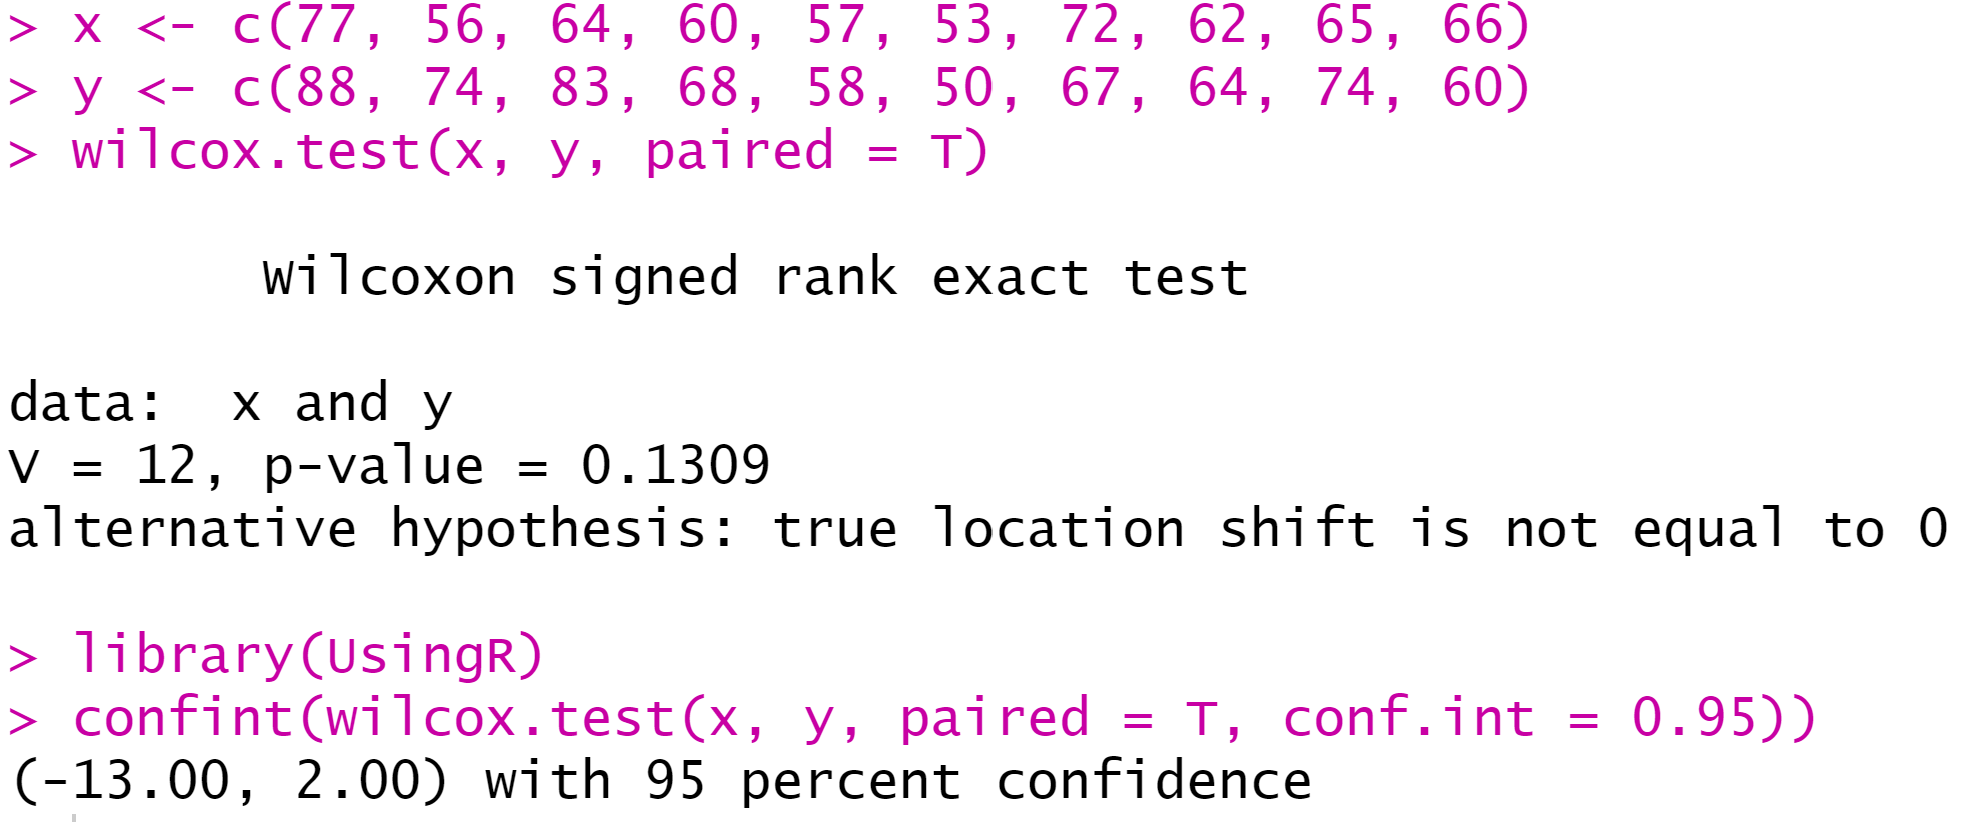 > x <- c(77, 56, 64, 60, 57, 53, 72, 62, 65, 66)
> y <- c(88, 74, 83, 68, 58, 50, 67, 64, 74, 60)
> wilcox.test(x, y, paired = T)
Wilcoxon signed rank exact test
data:  x and y
V = 12, p-value = 0.1309
alternative hypothesis: true location shift is not equal to 0
> library(UsingR)
> confint(wilcox.test(x, y, paired = T, conf.int = 0.95))
(-13.00, 2.00) with 95 percent confidence